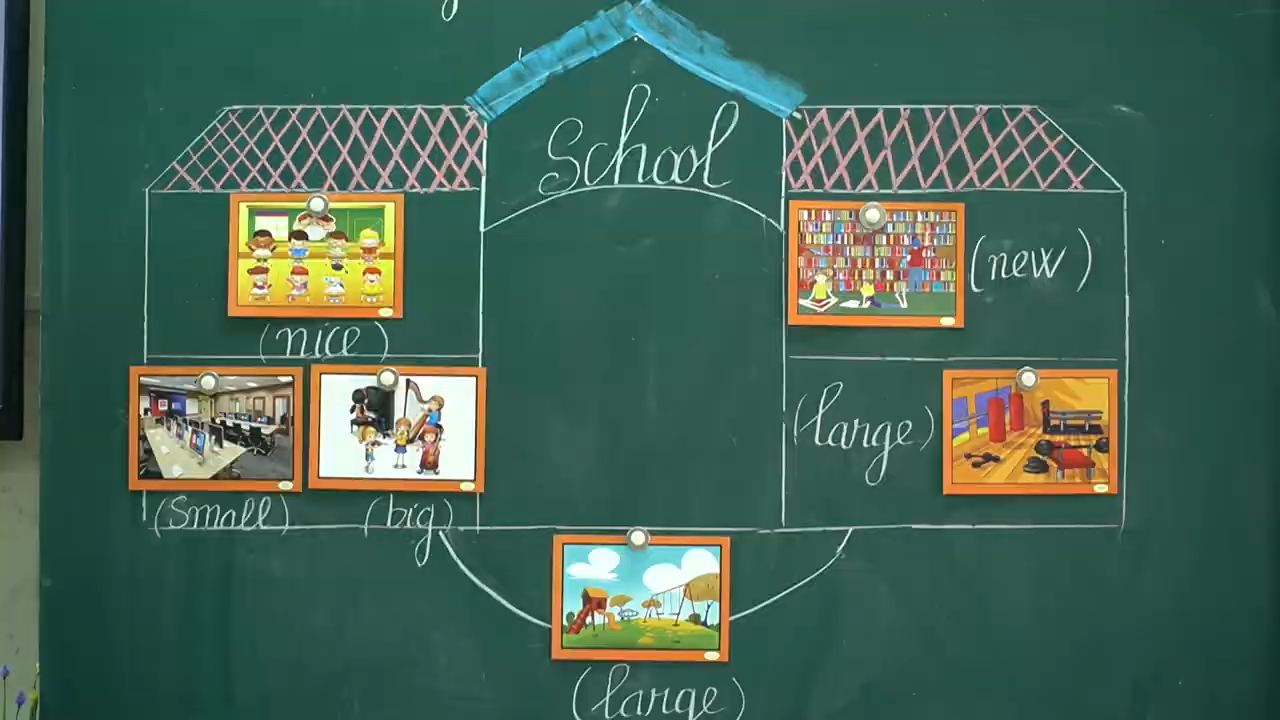 School
(nice)
(new)
(large)
(small)
(big)
(large)